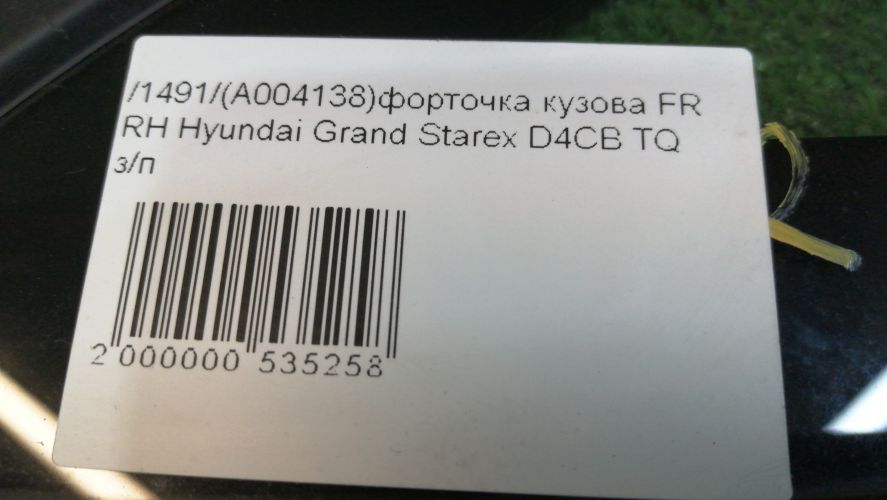 /1491/(A004138)форточка кузова FR
RH Hyundai Grand Starex D4CB TQ
з/п
2 000000 535258